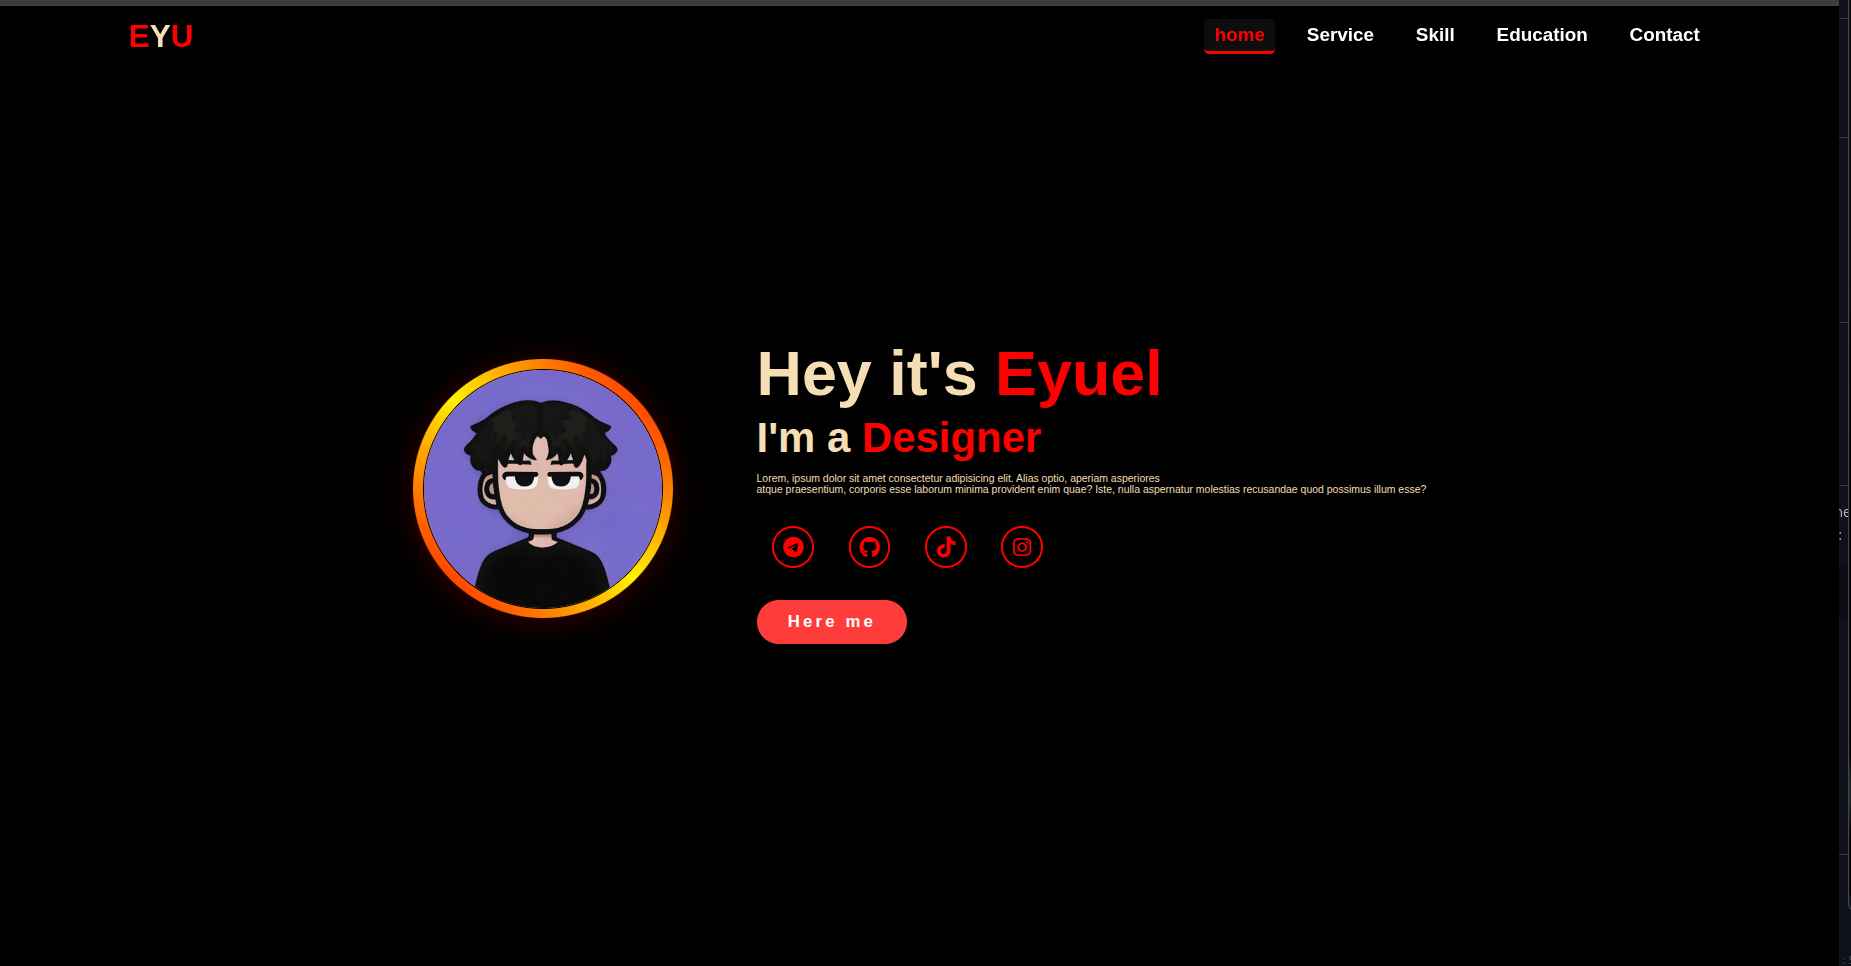 EYU
home Service Skill Education Contact
Hey it's Eyuel
I'm a Designer
Lorem, ipsum dolor sit amet consectetur adipisicing elit. Alias optio, aperiam asperiores
atque praesentium, corporis esse laborum minima provident enim quae? Iste, nulla aspernatur molestias recusandae quod possimus illum esse?
Here me